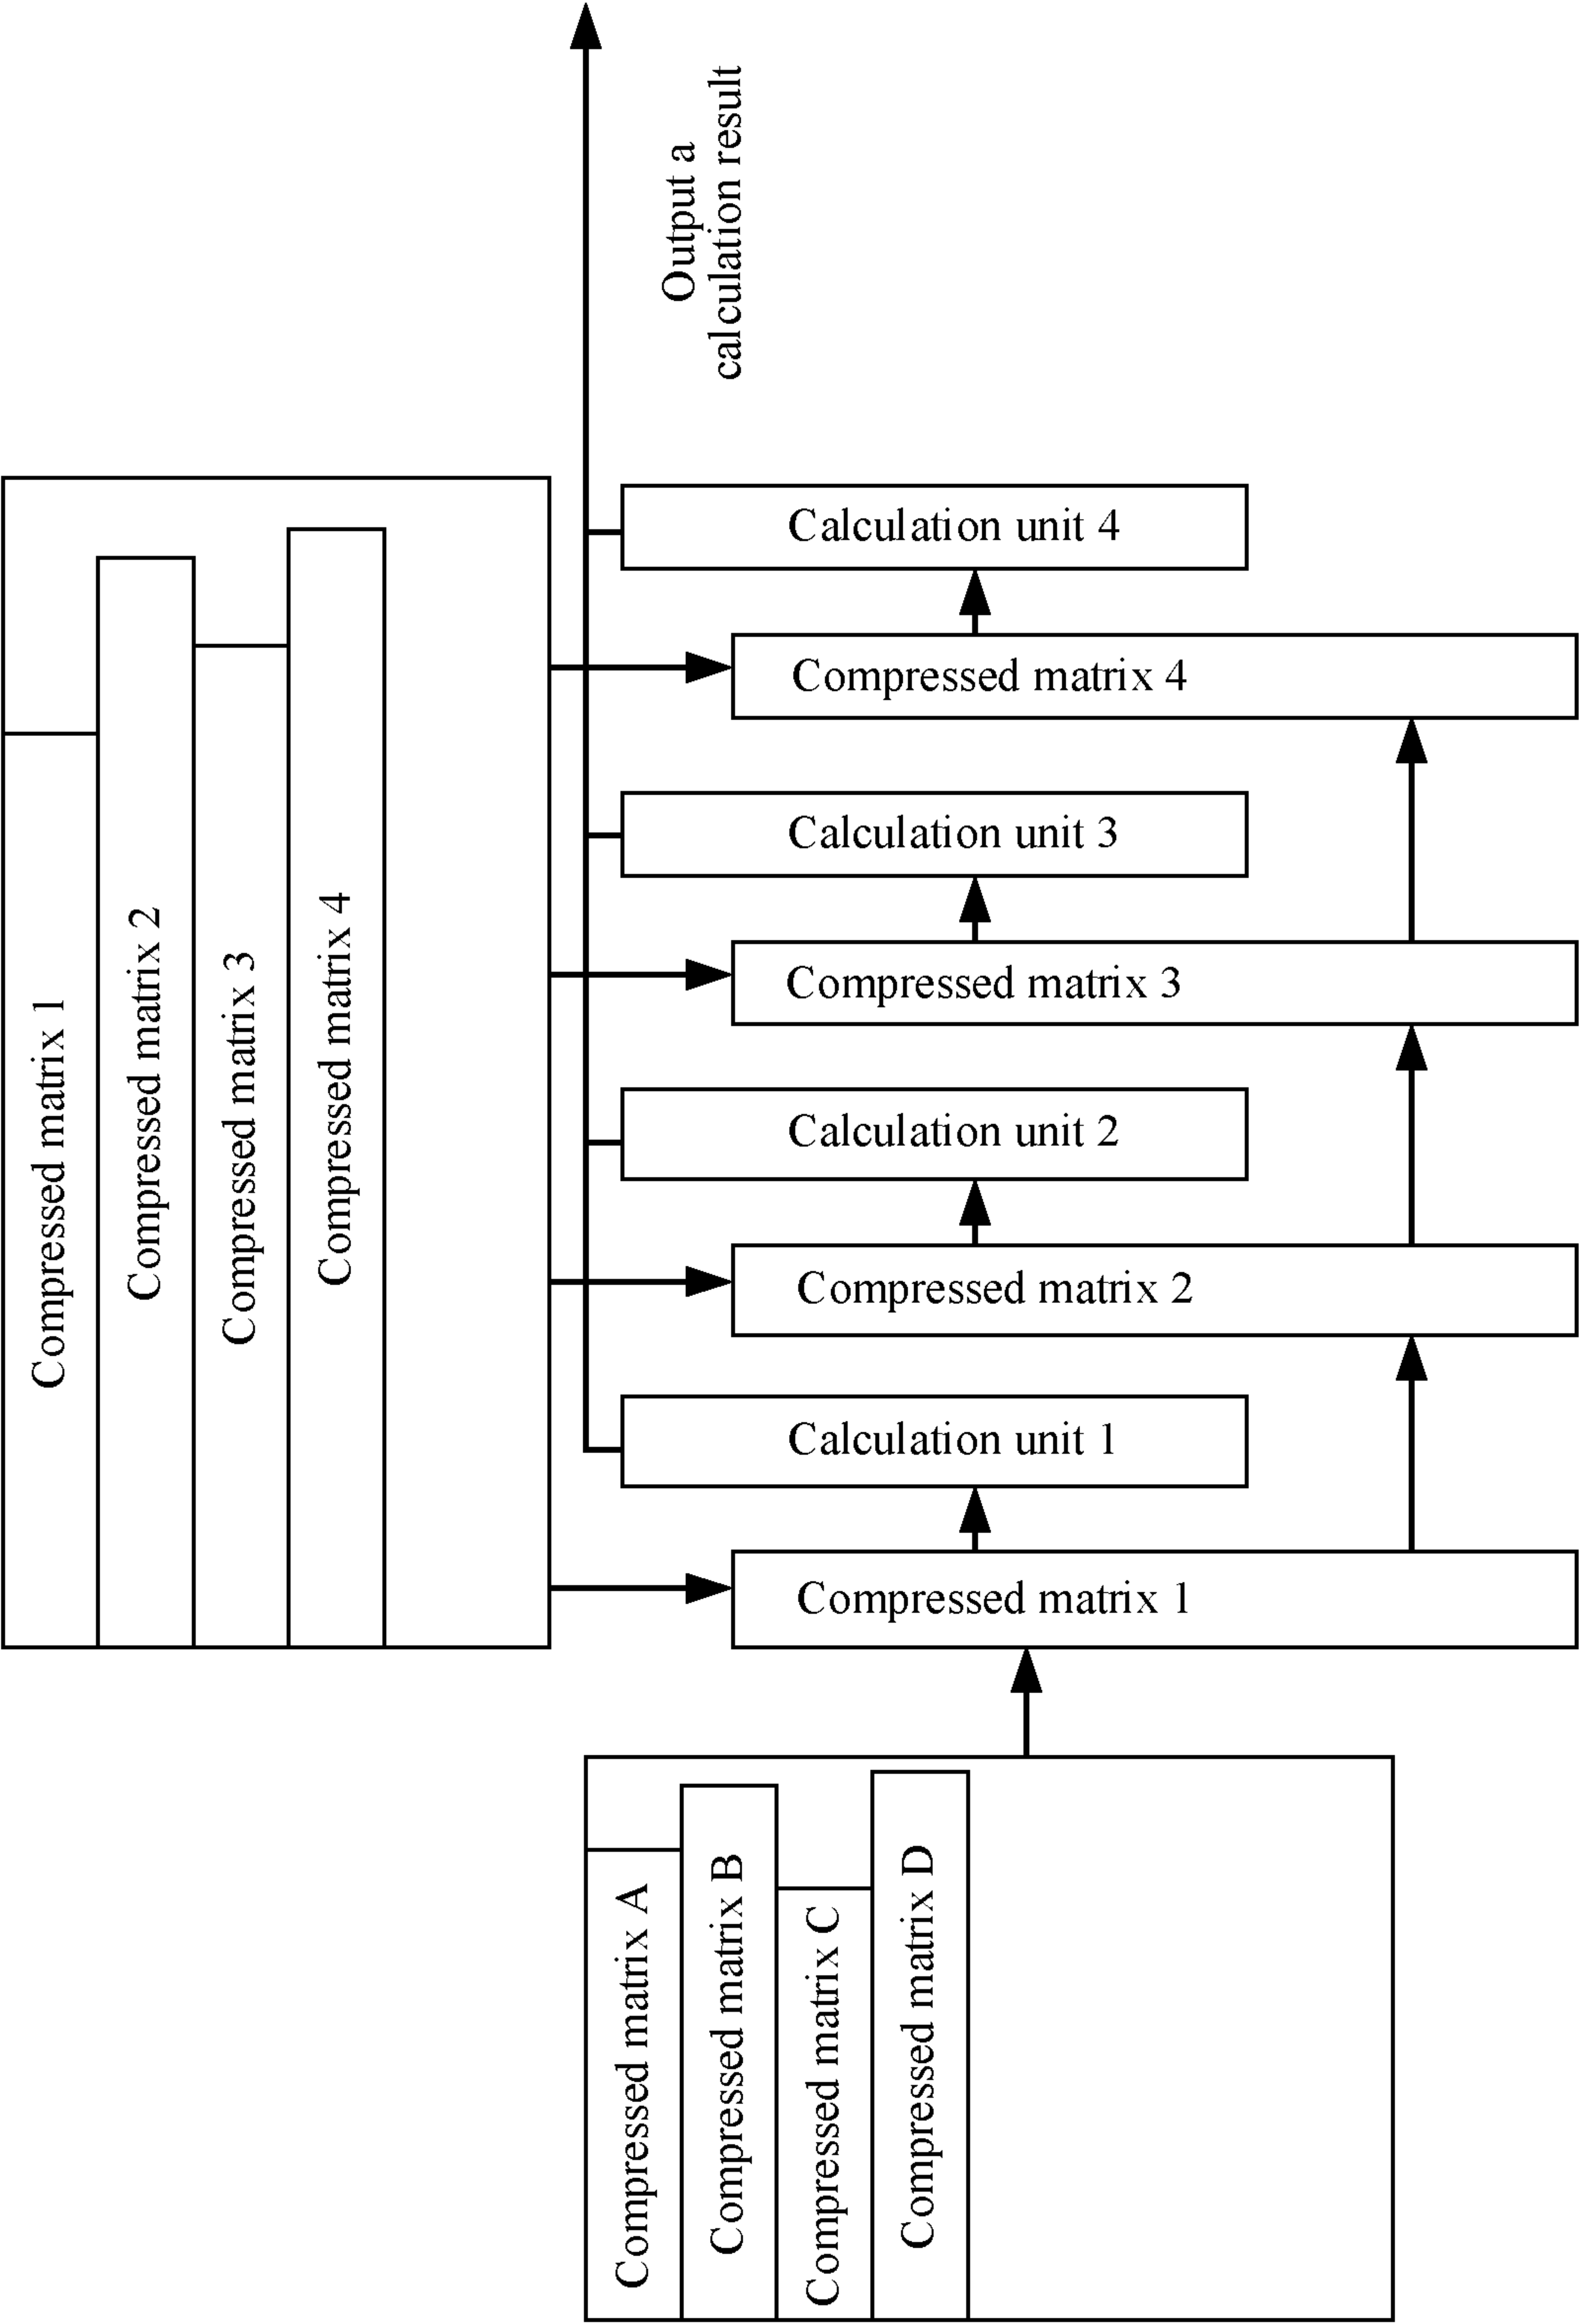 Output a
calculation result
Compressed matrix 1
Compressed matrix 2
Compressed matrix 3
Compressed matrix 4
Calculation unit 4
Compressed matrix 4
Calculation unit 3
Compressed matrix 3
Calculation unit 2
Compressed matrix 2
Calculation unit 1
Compressed matrix 1
Compressed matrix A
Compressed matrix B
Compressed matrix C
Compressed matrix D